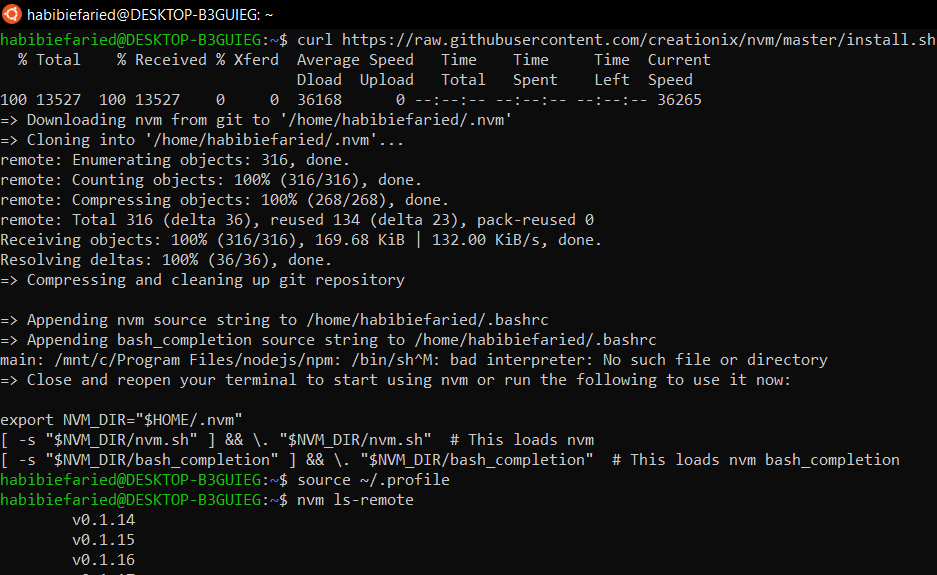 habibiefaried@DESKTOP-B3GUIEG: ~
habibiefaried@DESKTOP-B3GUIEG:~$ curl https://raw.githubusercontent.com/creationix/nvm/master/install.sh
  % Total    % Received % Xferd  Average Speed   Time    Time     Time  Current
                                 Dload  Upload   Total   Spent    Left  Speed
100 13527  100 13527    0     0  36168      0 --:--:-- --:--:-- --:--:-- 36265
=> Downloading nvm from git to '/home/habibiefaried/.nvm'
=> Cloning into '/home/habibiefaried/.nvm'...
remote: Enumerating objects: 316, done.
remote: Counting objects: 100% (316/316), done.
remote: Compressing objects: 100% (268/268), done.
remote: Total 316 (delta 36), reused 134 (delta 23), pack-reused 0
Receiving objects: 100% (316/316), 169.68 KiB | 132.00 KiB/s, done.
Resolving deltas: 100% (36/36), done.
=> Compressing and cleaning up git repository
=> Appending nvm source string to /home/habibiefaried/.bashrc
=> Appending bash_completion source string to /home/habibiefaried/.bashrc
main: /mnt/c/Program Files/nodejs/npm: /bin/sh^M: bad interpreter: No such file or directory
=> Close and reopen your terminal to start using nvm or run the following to use it now:
export NVM_DIR="$HOME/.nvm"
[ -s "$NVM_DIR/nvm.sh" ] && \. "$NVM_DIR/nvm.sh"  # This loads nvm
[ -s "$NVM_DIR/bash_completion" ] && \. "$NVM_DIR/bash_completion"  # This loads nvm bash_completion
habibiefaried@DESKTOP-B3GUIEG:~$ source ~/.profile
habibiefaried@DESKTOP-B3GUIEG:~$ nvm ls-remote
        v0.1.14
        v0.1.15
        v0.1.16